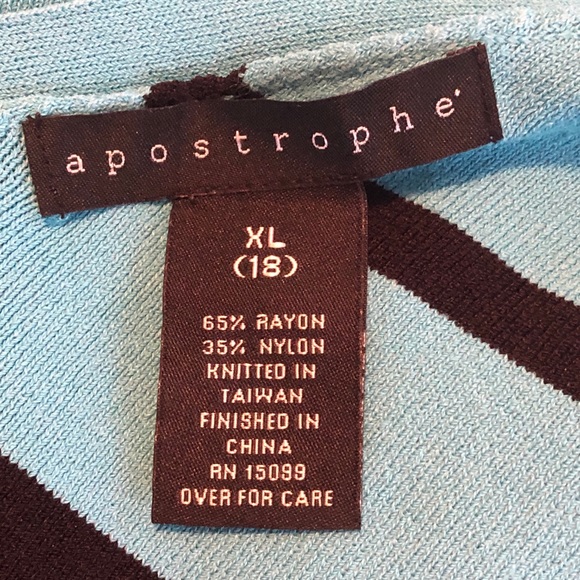 apostrophe
XL
(18)
65% RAYON
35% NYLON
KNITTED IN
TAIWAN
FINISHED IN
CHINA
RN 15099
OVER FOR CARE